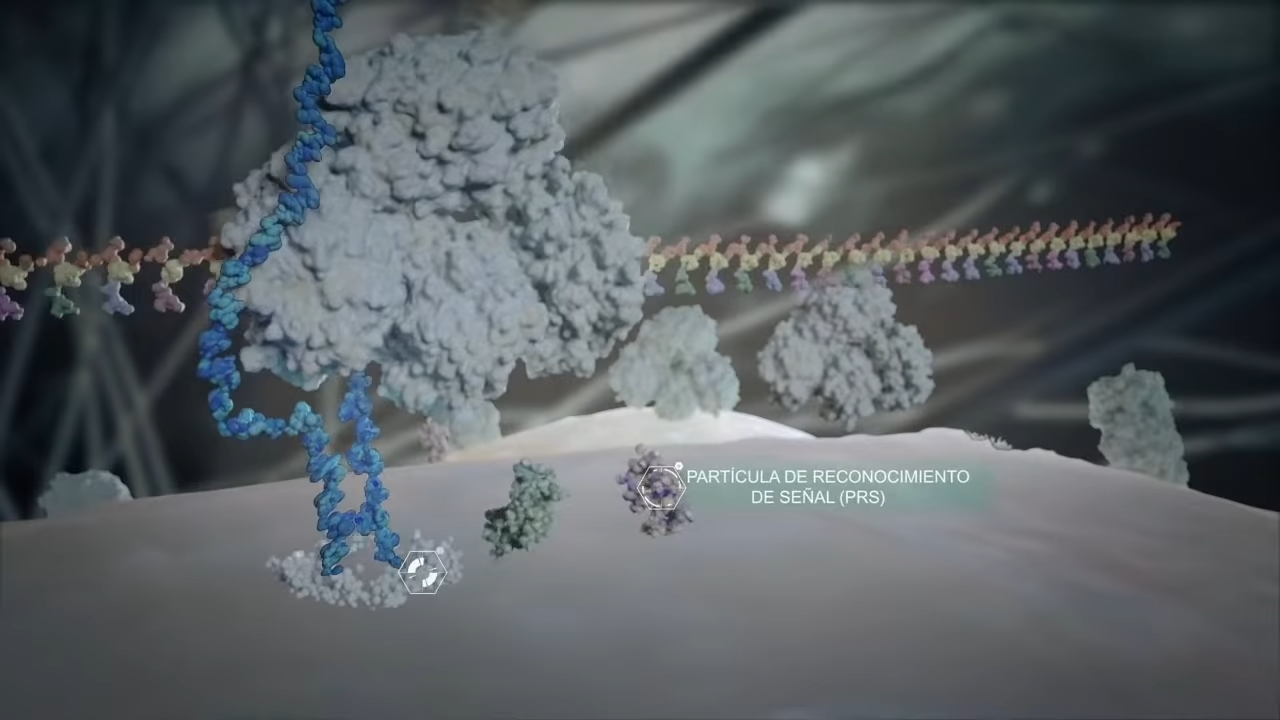 PARTÍCULA DE RECONOCIMIENTO
DE SEÑAL (PRS)